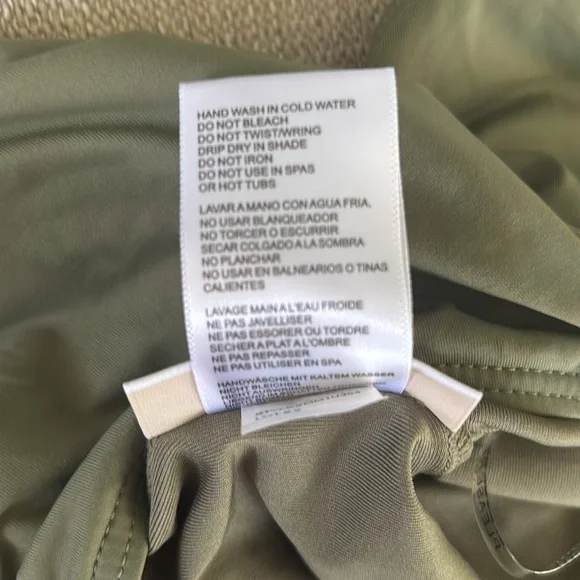 HAND WASH IN COLD WATER
DO NOT BLEACH
DO NOT TWIST/WRING
DRIP DRY IN SHADE
DO NOT IRON
DO NOT USE IN SPAS
OR HOT TUBS
LAVAR A MANO CON AGUA FRIA,
NO USAR BLANQUEADOR
NO TORCER O ESCURRIR
SECAR COLGADO A LA SOMBRA
NO PLANCHAR
NO USAR EN BALNEARIOS O TINAS
CALIENTES
LAVAGE MAIN A L'EAU FROIDE
NE PAS JAVELLISER
NE PAS ESSORER OU TORDRE
SECHER A PLAT A L'OMBRE
NE PAS REPASSER
NE PAS UTILISER EN SPA
HANDWÄSCHE MIT KALTEM WASSER
NICHT BLEICHEN
NICHT AUSWRINGEN